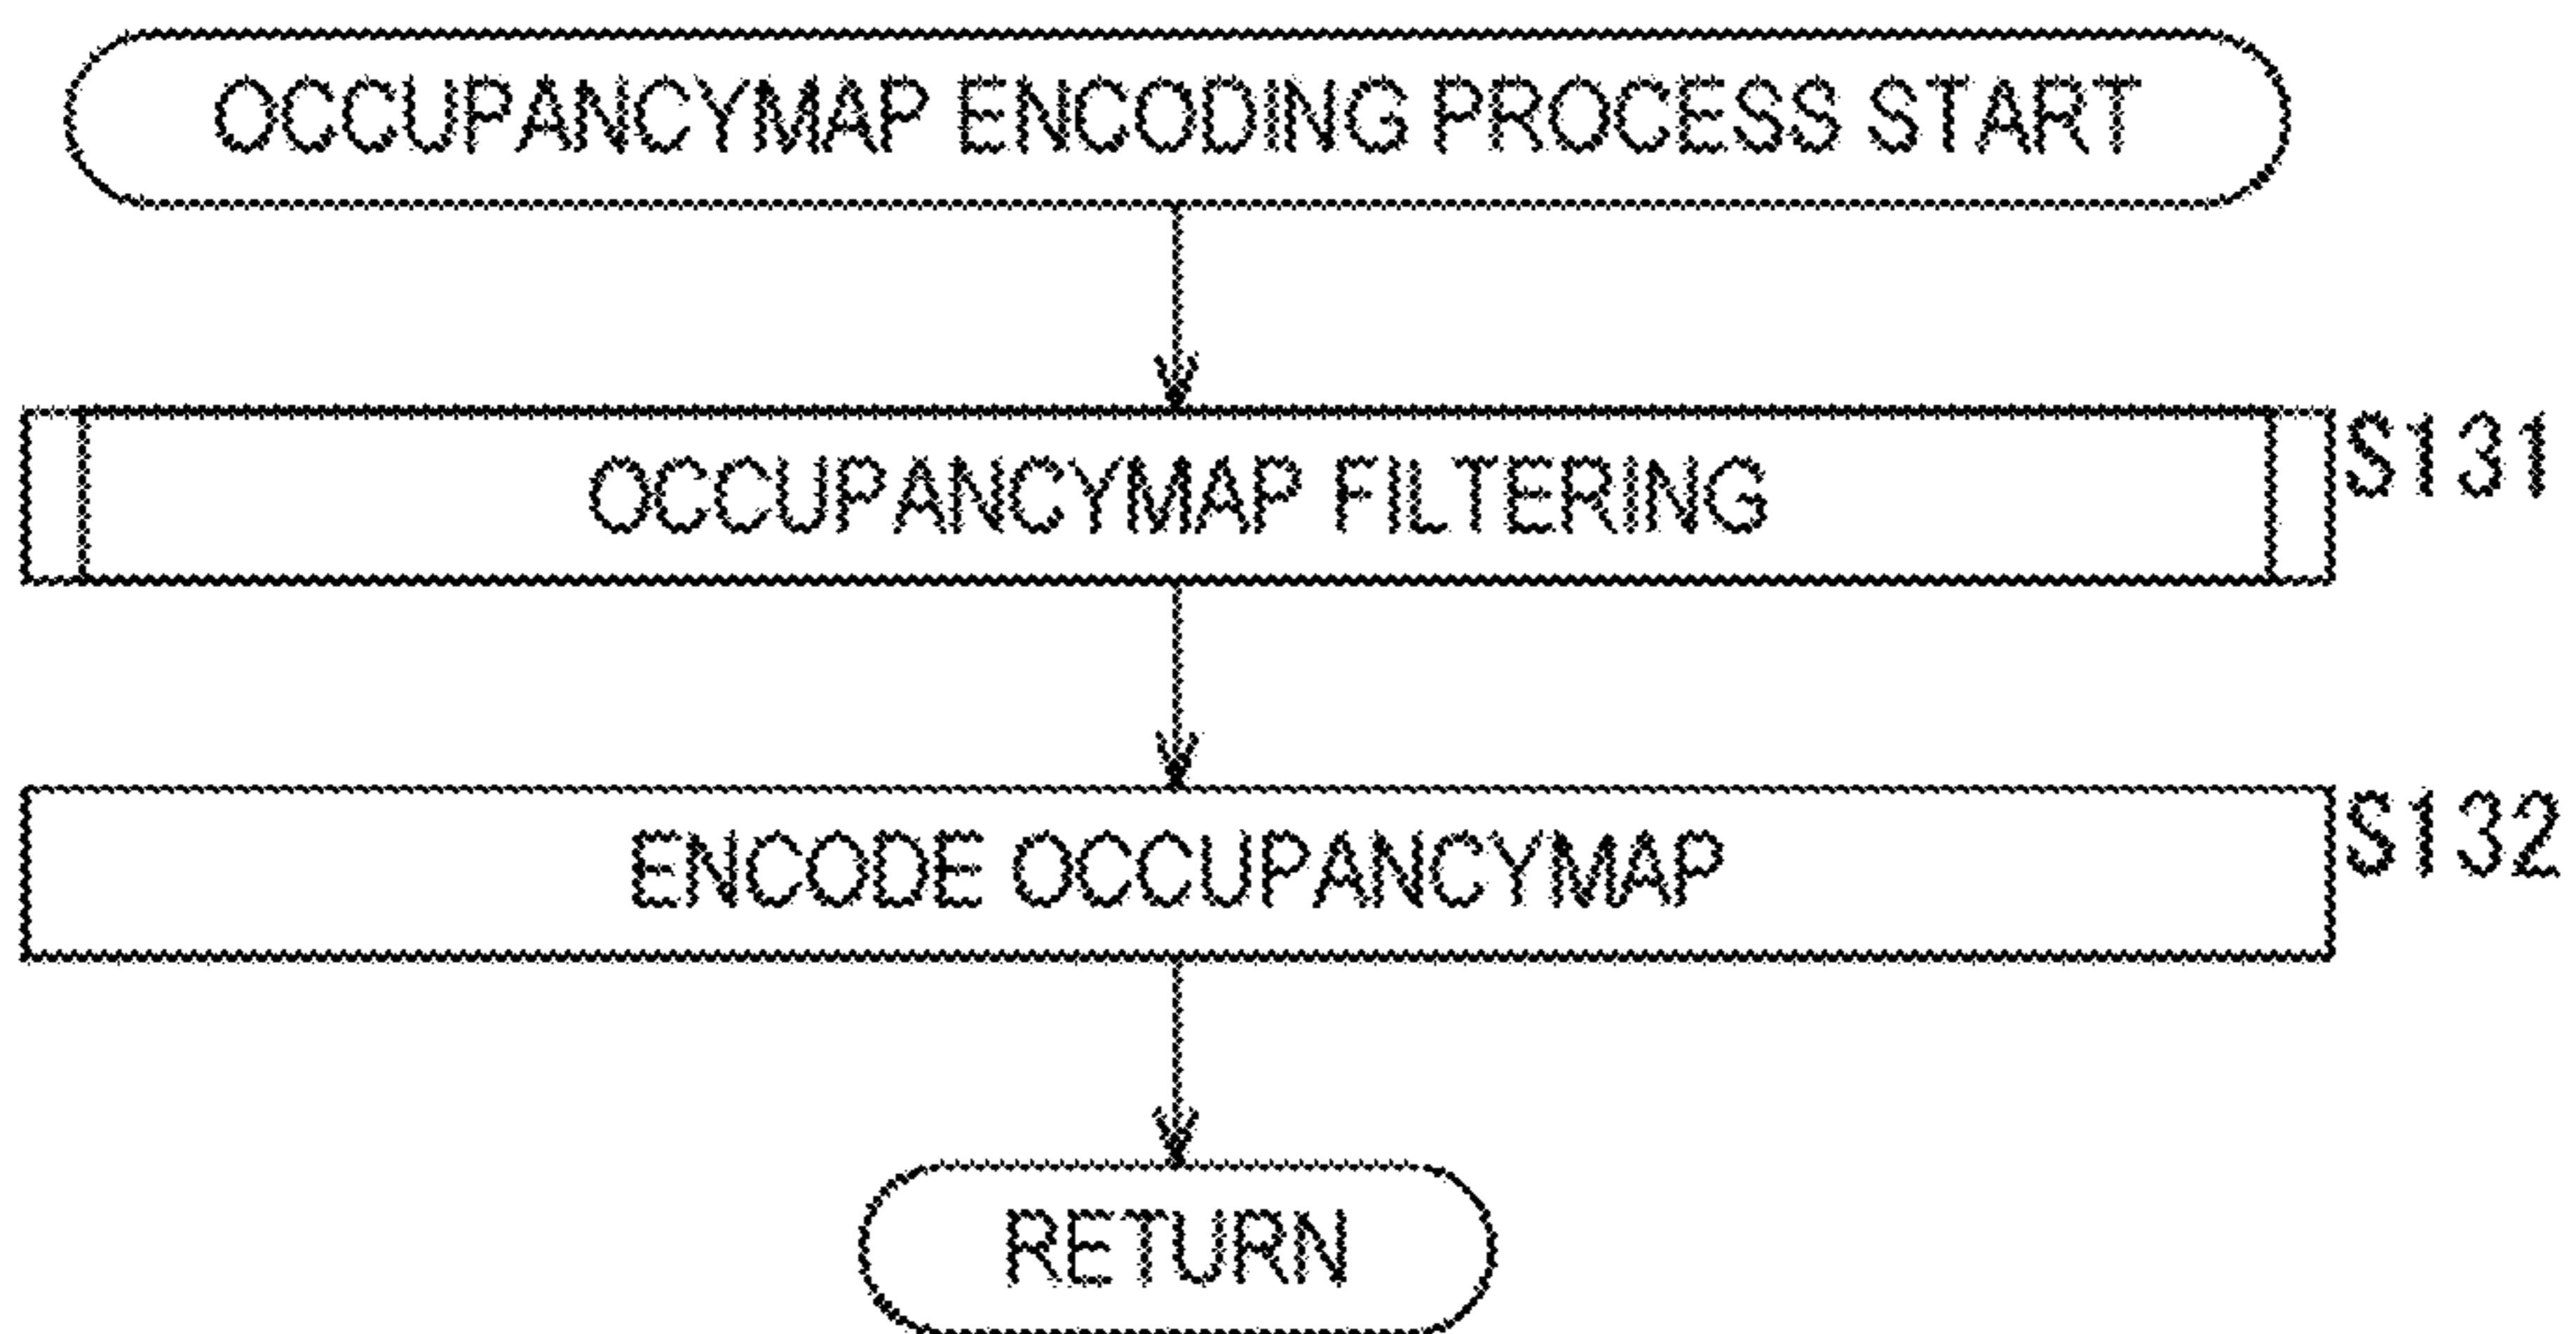 OCCUPANCYMAP ENCODING PROCESS START
OCCUPANCYMAP FILTERING
S131
ENCODE OCCUPANCYMAP
S132
RETURN